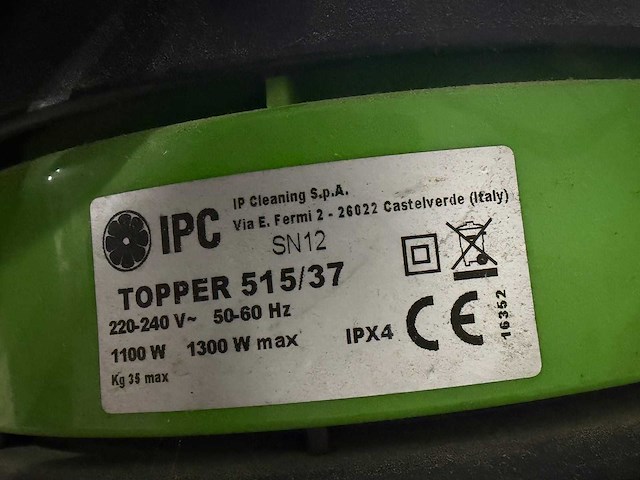 IPC
IP Cleaning S.p.A.
Via E. Fermi 2 - 26022 Castelverde (Italy)
SN12
TOPPER 515/37
220-240 V~ 50-60 Hz
1100 W 1300 W max
IPX4
CE
16352
Kg 35 max